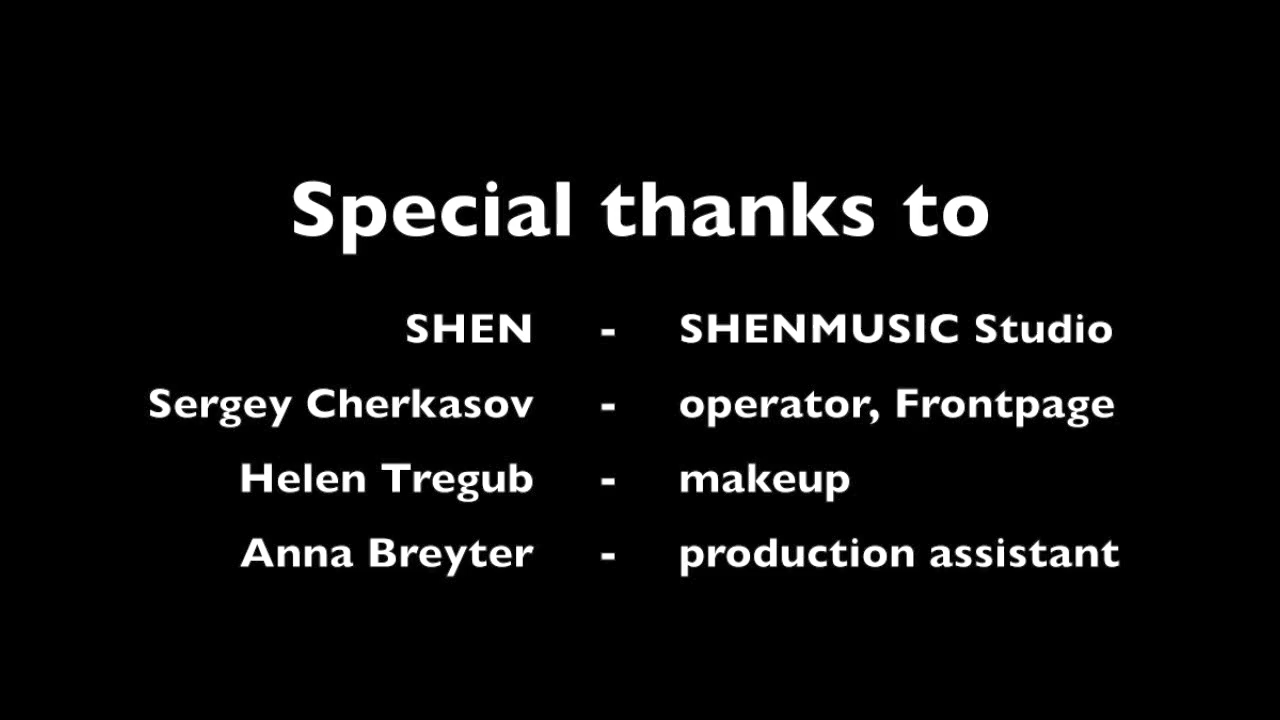 Special thanks to
SHEN - SHENMUSIC Studio
Sergey Cherkasov - operator, Frontpage
Helen Tregub - makeup
Anna Breyter - production assistant